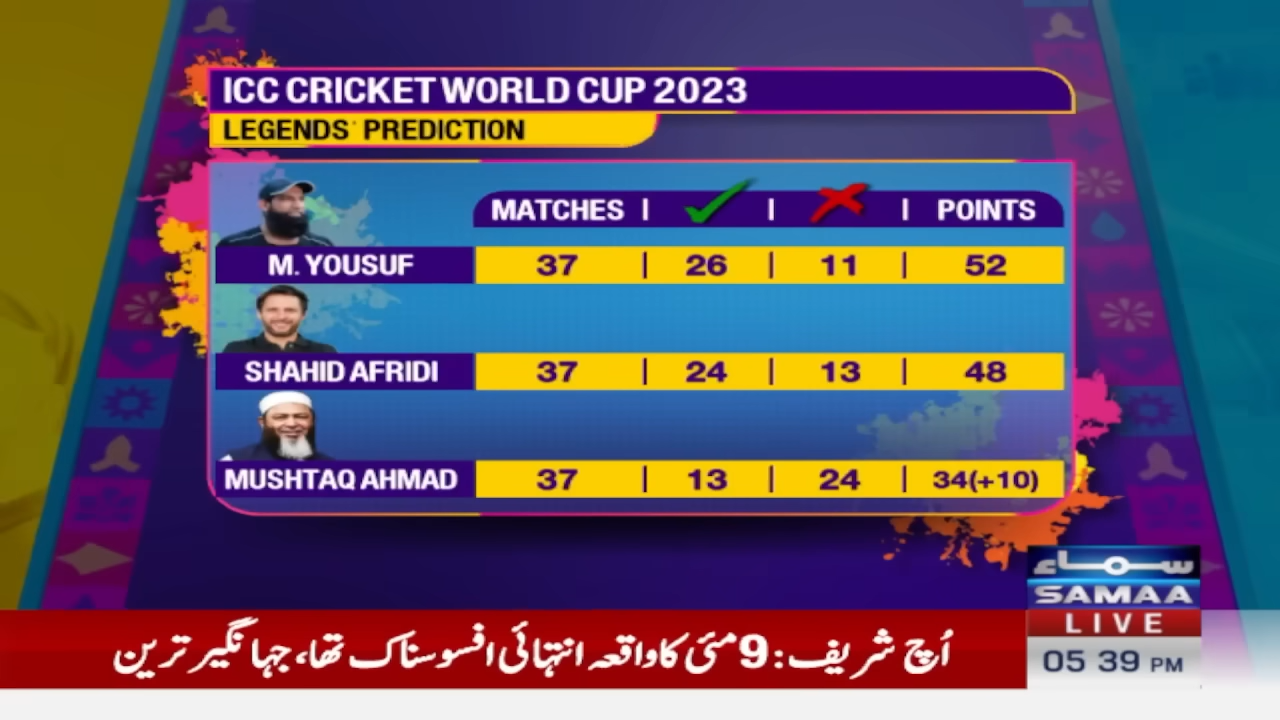 ICC CRICKET WORLD CUP 2023
LEGENDS' PREDICTION
MATCHES | ✓ | ✗ | POINTS
M. YOUSUF 37 | 26 | 11 | 52
SHAHID AFRIDI 37 | 24 | 13 | 48
MUSHTAQ AHMAD 37 | 13 | 24 | 34(+10)
سماء
SAMAA
LIVE
05 39 PM
اُچ شریف: 9 مئی کا واقعہ انتہائی افسوسناک تھا، جہانگیر ترین